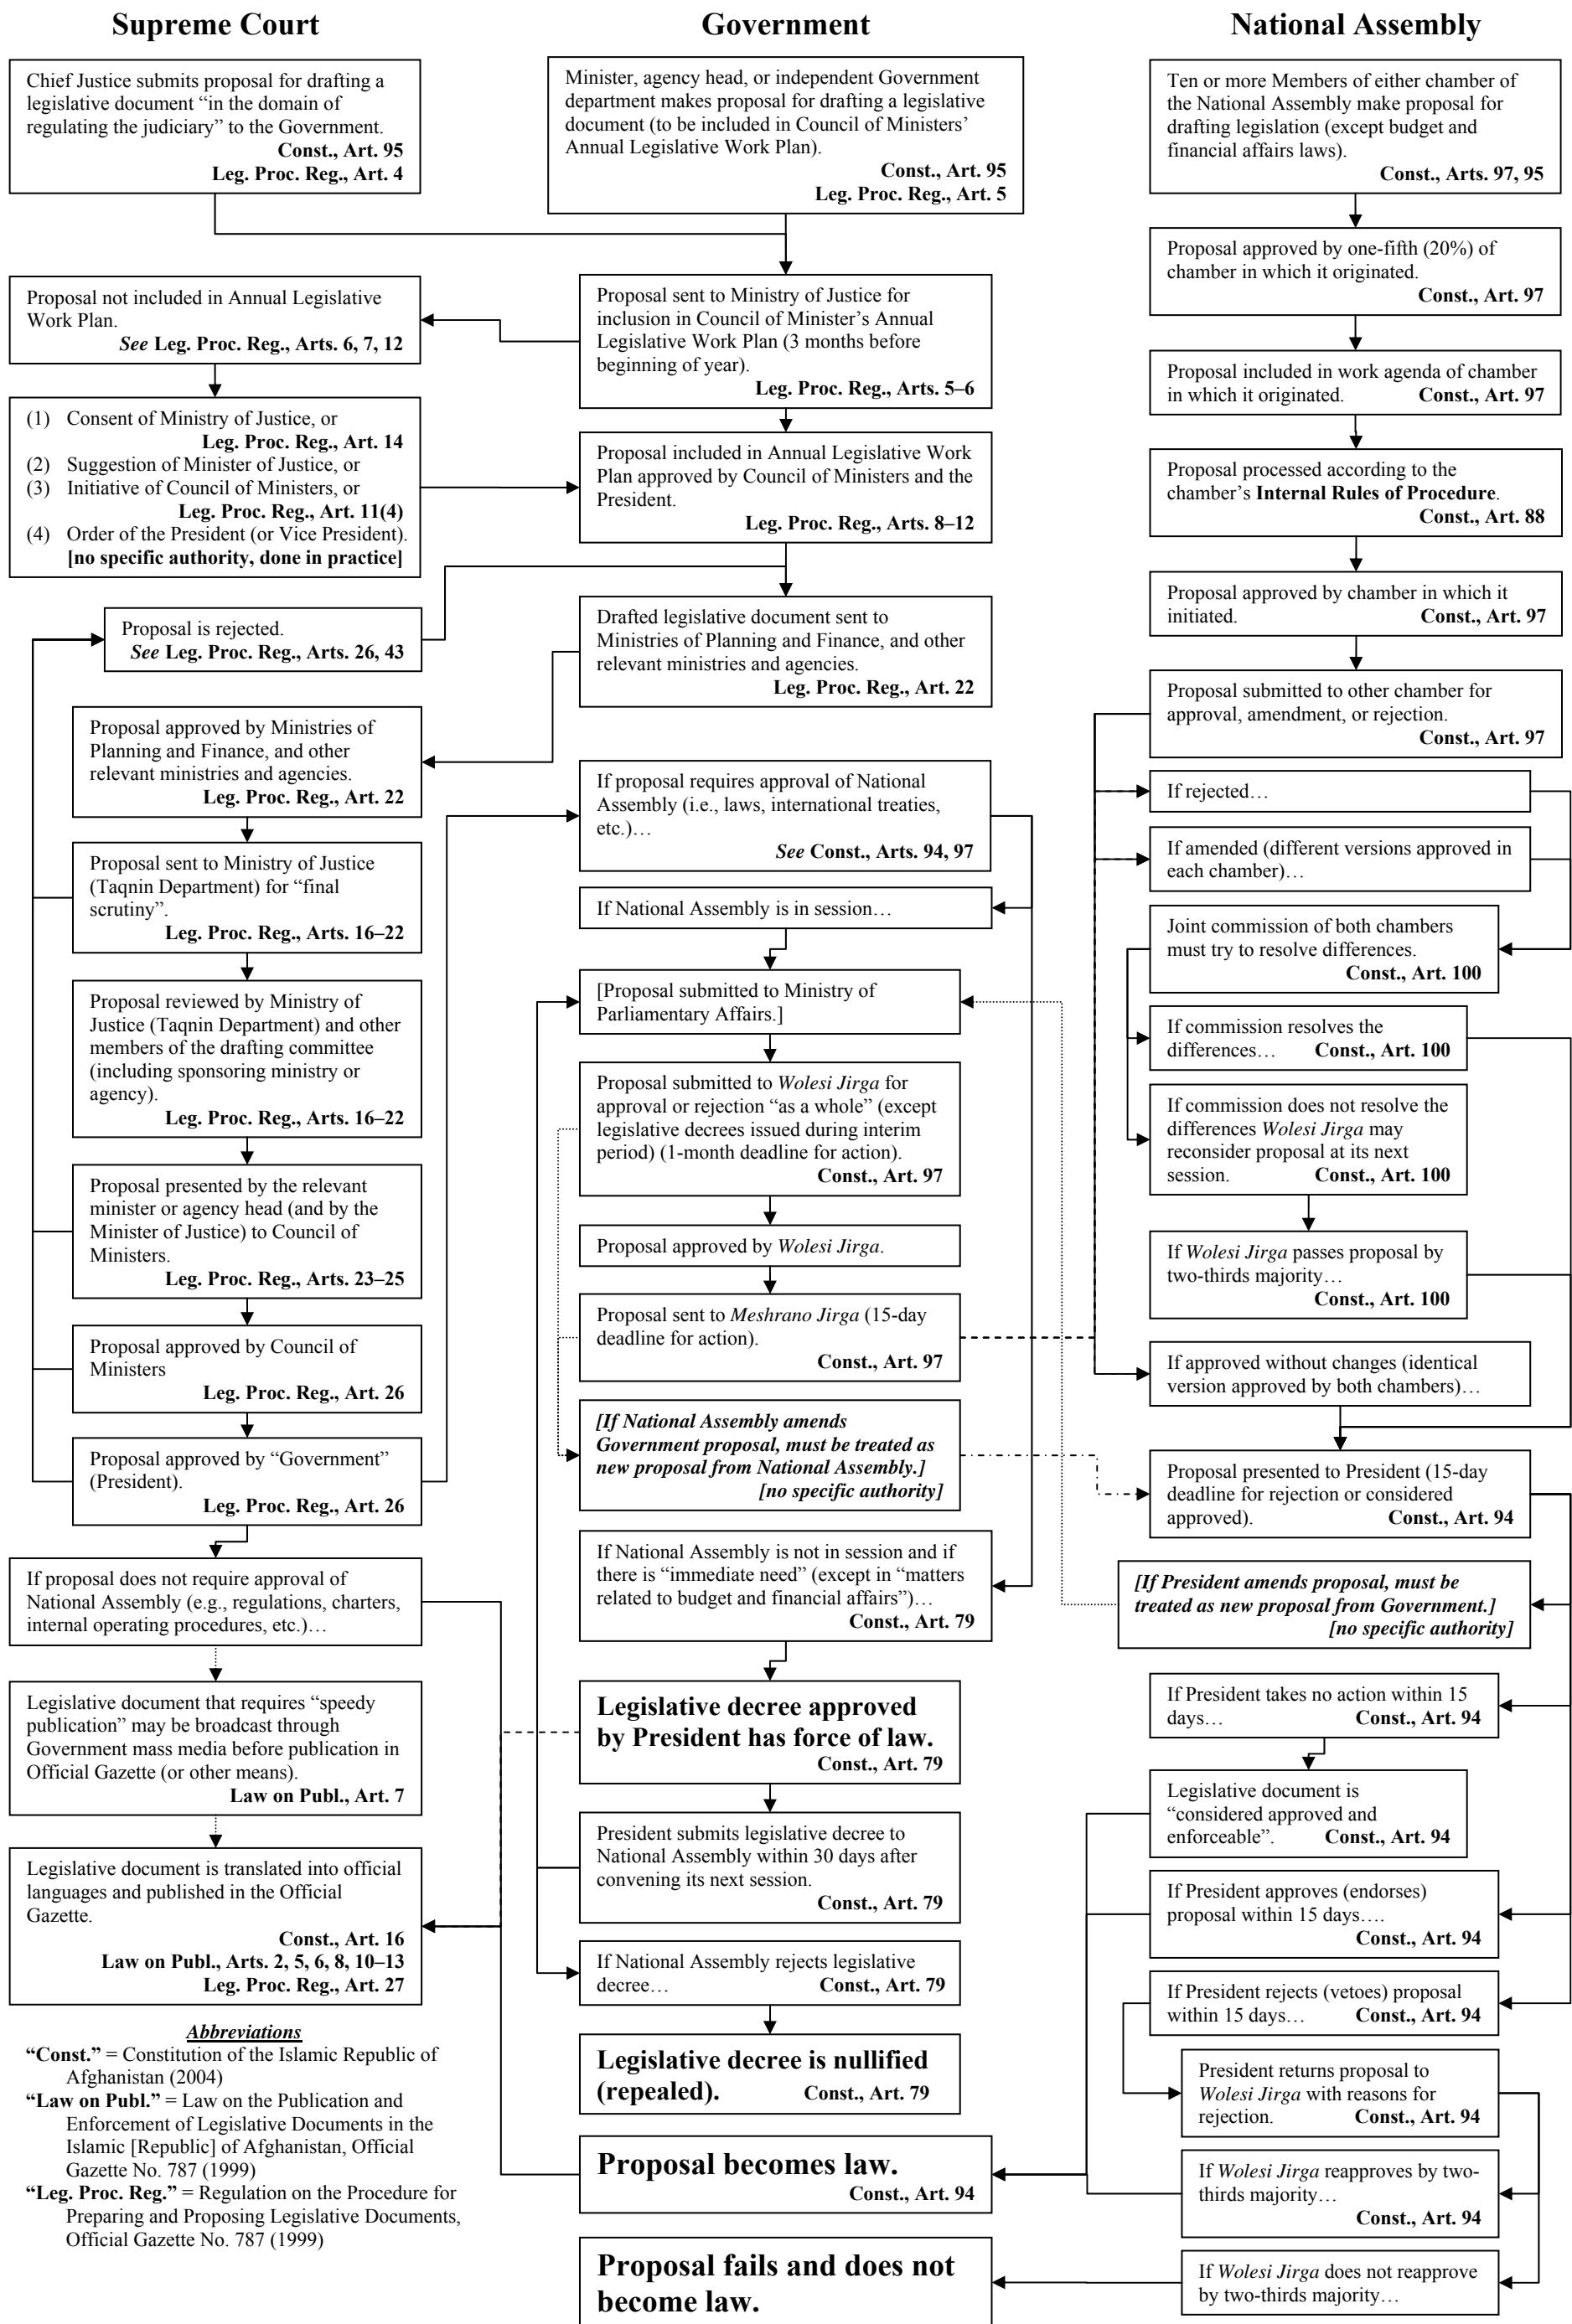 Supreme Court
Chief Justice submits proposal for drafting a
legislative document “in the domain of
regulating the judiciary” to the Government.
Const., Art. 95
Leg. Proc. Reg., Art. 4
Proposal not included in Annual Legislative
Work Plan.
See Leg. Proc. Reg., Arts. 6, 7, 12
(1) Consent of Ministry of Justice, or
Leg. Proc. Reg., Art. 14
(2) Suggestion of Minister of Justice, or
(3) Initiative of Council of Ministers, or
Leg. Proc. Reg., Art. 11(4)
(4) Order of the President (or Vice President).
[no specific authority, done in practice]
Proposal is rejected.
See Leg. Proc. Reg., Arts. 26, 43
Proposal approved by Ministries of
Planning and Finance, and other
relevant ministries and agencies.
Leg. Proc. Reg., Art. 22
Proposal sent to Ministry of Justice
(Taqnin Department) for “final
scrutiny”.
Leg. Proc. Reg., Arts. 16–22
Proposal reviewed by Ministry of
Justice (Taqnin Department) and other
members of the drafting committee
(including sponsoring ministry or
agency).
Leg. Proc. Reg., Arts. 16–22
Proposal presented by the relevant
minister or agency head (and by the
Minister of Justice) to Council of
Ministers.
Leg. Proc. Reg., Arts. 23–25
Proposal approved by Council of
Ministers
Leg. Proc. Reg., Art. 26
Proposal approved by “Government”
(President).
Leg. Proc. Reg., Art. 26
If proposal does not require approval of
National Assembly (e.g., regulations, charters,
internal operating procedures, etc.)…
Legislative document that requires “speedy
publication” may be broadcast through
Government mass media before publication in
Official Gazette (or other means).
Law on Publ., Art. 7
Legislative document is translated into official
languages and published in the Official
Gazette.
Const., Art. 16
Law on Publ., Arts. 2, 5, 6, 8, 10–13
Leg. Proc. Reg., Art. 27
Abbreviations
“Const.” = Constitution of the Islamic Republic of
Afghanistan (2004)
“Law on Publ.” = Law on the Publication and
Enforcement of Legislative Documents in the
Islamic [Republic] of Afghanistan, Official
Gazette No. 787 (1999)
“Leg. Proc. Reg.” = Regulation on the Procedure for
Preparing and Proposing Legislative Documents,
Official Gazette No. 787 (1999)
Government
Minister, agency head, or independent Government
department makes proposal for drafting a legislative
document (to be included in Council of Ministers’
Annual Legislative Work Plan).
Const., Art. 95
Leg. Proc. Reg., Art. 5
Proposal sent to Ministry of Justice for
inclusion in Council of Minister’s Annual
Legislative Work Plan (3 months before
beginning of year).
Leg. Proc. Reg., Arts. 5–6
Proposal included in Annual Legislative Work
Plan approved by Council of Ministers and the
President.
Leg. Proc. Reg., Arts. 8–12
Drafted legislative document sent to
Ministries of Planning and Finance, and other
relevant ministries and agencies.
Leg. Proc. Reg., Art. 22
If proposal requires approval of National
Assembly (i.e., laws, international treaties,
etc.)…
See Const., Arts. 94, 97
If National Assembly is in session…
[Proposal submitted to Ministry of
Parliamentary Affairs.]
Proposal submitted to Wolesi Jirga for
approval or rejection “as a whole” (except
legislative decrees issued during interim
period) (1-month deadline for action).
Const., Art. 97
Proposal approved by Wolesi Jirga.
Proposal sent to Meshrano Jirga (15-day
deadline for action).
Const., Art. 97
[If National Assembly amends
Government proposal, must be treated as
new proposal from National Assembly.]
[no specific authority]
If National Assembly is not in session and if
there is “immediate need” (except in “matters
related to budget and financial affairs”)…
Const., Art. 79
Legislative decree approved
by President has force of law.
Const., Art. 79
President submits legislative decree to
National Assembly within 30 days after
convening its next session.
Const., Art. 79
If National Assembly rejects legislative
decree… Const., Art. 79
Legislative decree is nullified
(repealed). Const., Art. 79
Proposal becomes law.
Const., Art. 94
Proposal fails and does not
become law.
National Assembly
Ten or more Members of either chamber of
the National Assembly make proposal for
drafting legislation (except budget and
financial affairs laws).
Const., Arts. 97, 95
Proposal approved by one-fifth (20%) of
chamber in which it originated.
Const., Art. 97
Proposal included in work agenda of chamber
in which it originated. Const., Art. 97
Proposal processed according to the
chamber’s Internal Rules of Procedure.
Const., Art. 88
Proposal approved by chamber in which it
initiated. Const., Art. 97
Proposal submitted to other chamber for
approval, amendment, or rejection.
Const., Art. 97
If rejected…
If amended (different versions approved in
each chamber)…
Joint commission of both chambers
must try to resolve differences.
Const., Art. 100
If commission resolves the
differences… Const., Art. 100
If commission does not resolve the
differences Wolesi Jirga may
reconsider proposal at its next
session. Const., Art. 100
If Wolesi Jirga passes proposal by
two-thirds majority…
Const., Art. 100
If approved without changes (identical
version approved by both chambers)…
Proposal presented to President (15-day
deadline for rejection or considered
approved). Const., Art. 94
[If President amends proposal, must be
treated as new proposal from Government.]
[no specific authority]
If President takes no action within 15
days… Const., Art. 94
Legislative document is
“considered approved and
enforceable”. Const., Art. 94
If President approves (endorses)
proposal within 15 days….
Const., Art. 94
If President rejects (vetoes) proposal
within 15 days… Const., Art. 94
President returns proposal to
Wolesi Jirga with reasons for
rejection. Const., Art. 94
If Wolesi Jirga reapproves by two-
thirds majority…
Const., Art. 94
If Wolesi Jirga does not reapprove
by two-thirds majority…